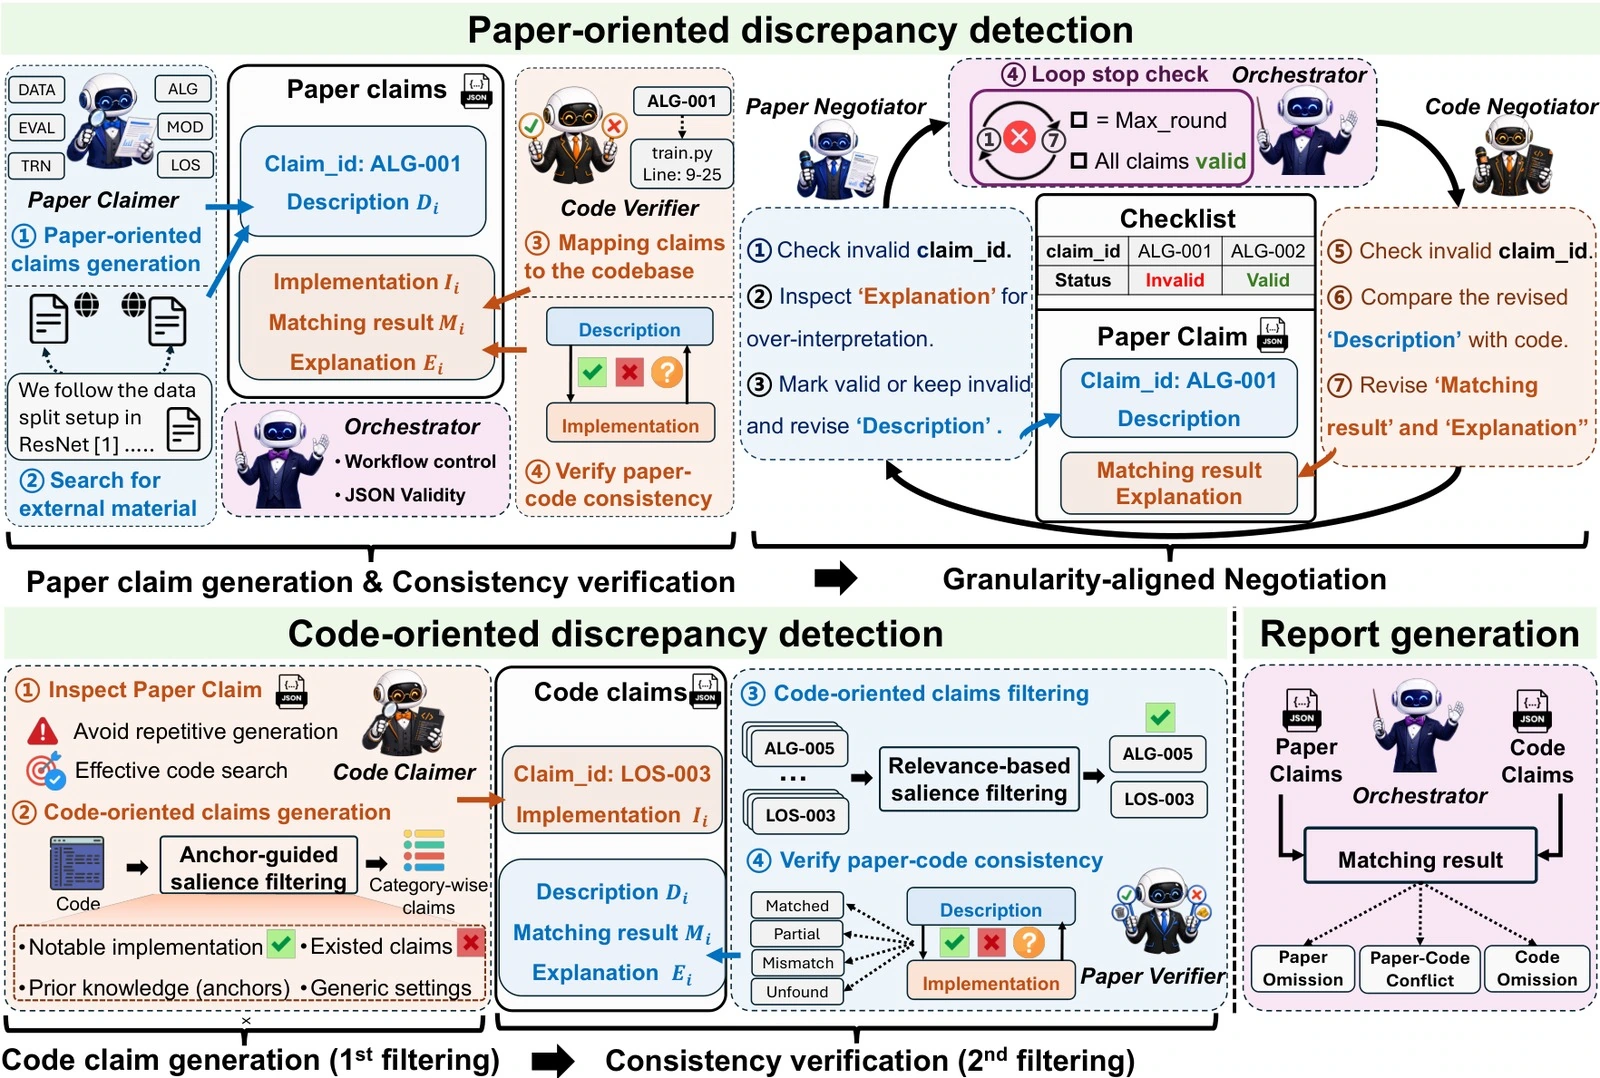 Paper-oriented discrepancy detection
DATA
EVAL
TRN
ALG
MOD
LOS
Paper Claimer
① Paper-oriented
claims generation
We follow the data
split setup in
ResNet [1] .....
② Search for
external material
Paper claims
{...}
JSON
Claim_id: ALG-001
Description Di
Implementation Ii
Matching result Mi
Explanation Ei
Orchestrator
• Workflow control
• JSON Validity
ALG-001
train.py
Line: 9-25
Code Verifier
③ Mapping claims
to the codebase
Description
?
Implementation
④ Verify paper-
code consistency
Paper claim generation & Consistency verification
Paper Negotiator
④ Loop stop check
Orchestrator
1
7
= Max_round
All claims valid
Code Negotiator
① Check invalid claim_id.
② Inspect ‘Explanation’ for
over-interpretation.
③ Mark valid or keep invalid
and revise ‘Description’ .
Checklist
claim_id ALG-001 ALG-002
Status Invalid Valid
Paper Claim
{...}
JSON
Claim_id: ALG-001
Description
Matching result
Explanation
⑤ Check invalid claim_id.
⑥ Compare the revised
‘Description’ with code.
⑦ Revise ‘Matching
result’ and ‘Explanation”
Granularity-aligned Negotiation
Code-oriented discrepancy detection
① Inspect Paper Claim
{...}
JSON
Avoid repetitive generation
Effective code search
Code Claimer
② Code-oriented claims generation
Code
Anchor-guided
salience filtering
Category-wise
claims
• Notable implementation
• Existed claims
• Prior knowledge (anchors)
• Generic settings
x
Code claim generation (1st filtering)
Code claims
{...}
JSON
Claim_id: LOS-003
Implementation Ii
Description Di
Matching result Mi
Explanation Ei
③ Code-oriented claims filtering
ALG-005
...
LOS-003
Relevance-based
salience filtering
ALG-005
LOS-003
④ Verify paper-code consistency
Matched
Partial
Mismatch
Unfound
Description
?
Implementation
Paper Verifier
Consistency verification (2nd filtering)
Report generation
{...}
JSON
Paper
Claims
Orchestrator
{...}
JSON
Code
Claims
Matching result
Paper
Omission
Paper-Code
Conflict
Code
Omission